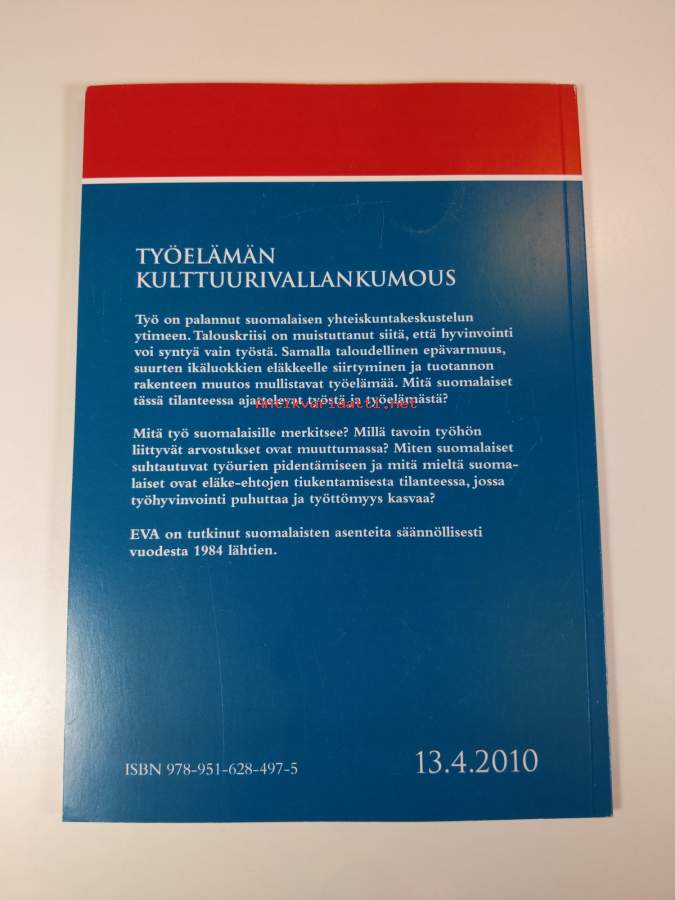 TYÖELÄMÄN
KULTTUURIVALLANKUMOUS
Työ on palannut suomalaisen yhteiskuntakeskustelun
ytimeen. Talouskriisi on muistuttanut siitä, että hyvinvointi
voi syntyä vain työstä. Samalla taloudellinen epävarmuus,
suurten ikäluokkien eläkkeelle siirtyminen ja tuotannon
rakenteen muutos mullistavat työelämää. Mitä suomalaiset
tässä tilanteessa ajattelevat työstä ja työelämästä?
Antikvariaatti.net
Mitä työ suomalaisille merkitsee? Millä tavoin työhön
liittyvät arvostukset ovat muuttumassa? Miten suomalaiset
suhtautuvat työurien pidentämiseen ja mitä mieltä suoma-
laiset ovat eläke-ehtojen tiukentamisesta tilanteessa, jossa
työhyvinvointi puhuttaa ja työttömyys kasvaa?
EVA on tutkinut suomalaisten asenteita säännöllisesti
vuodesta 1984 lähtien.
ISBN 978-951-628-497-5
13.4.2010